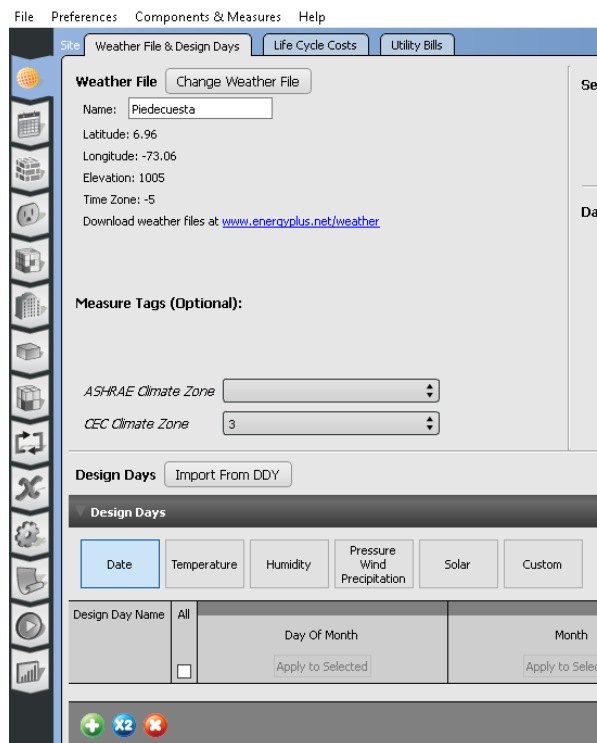 File Preferences Components & Measures Help
Site Weather File & Design Days Life Cycle Costs Utility Bills
Weather File Change Weather File
Se
Name: Piedecuesta
Latitude: 6.96
Longitude: -73.06
Elevation: 1005
Time Zone: -5
Da
Download weather files at www.energyplus.net/weather
Measure Tags (Optional):
ASHRAE Climate Zone
CEC Climate Zone 3
Design Days Import From DDY
Design Days
Date Temperature Humidity Pressure Wind Precipitation Solar Custom
Design Day Name All
Day Of Month Month
Apply to Selected Apply to Selec
X2